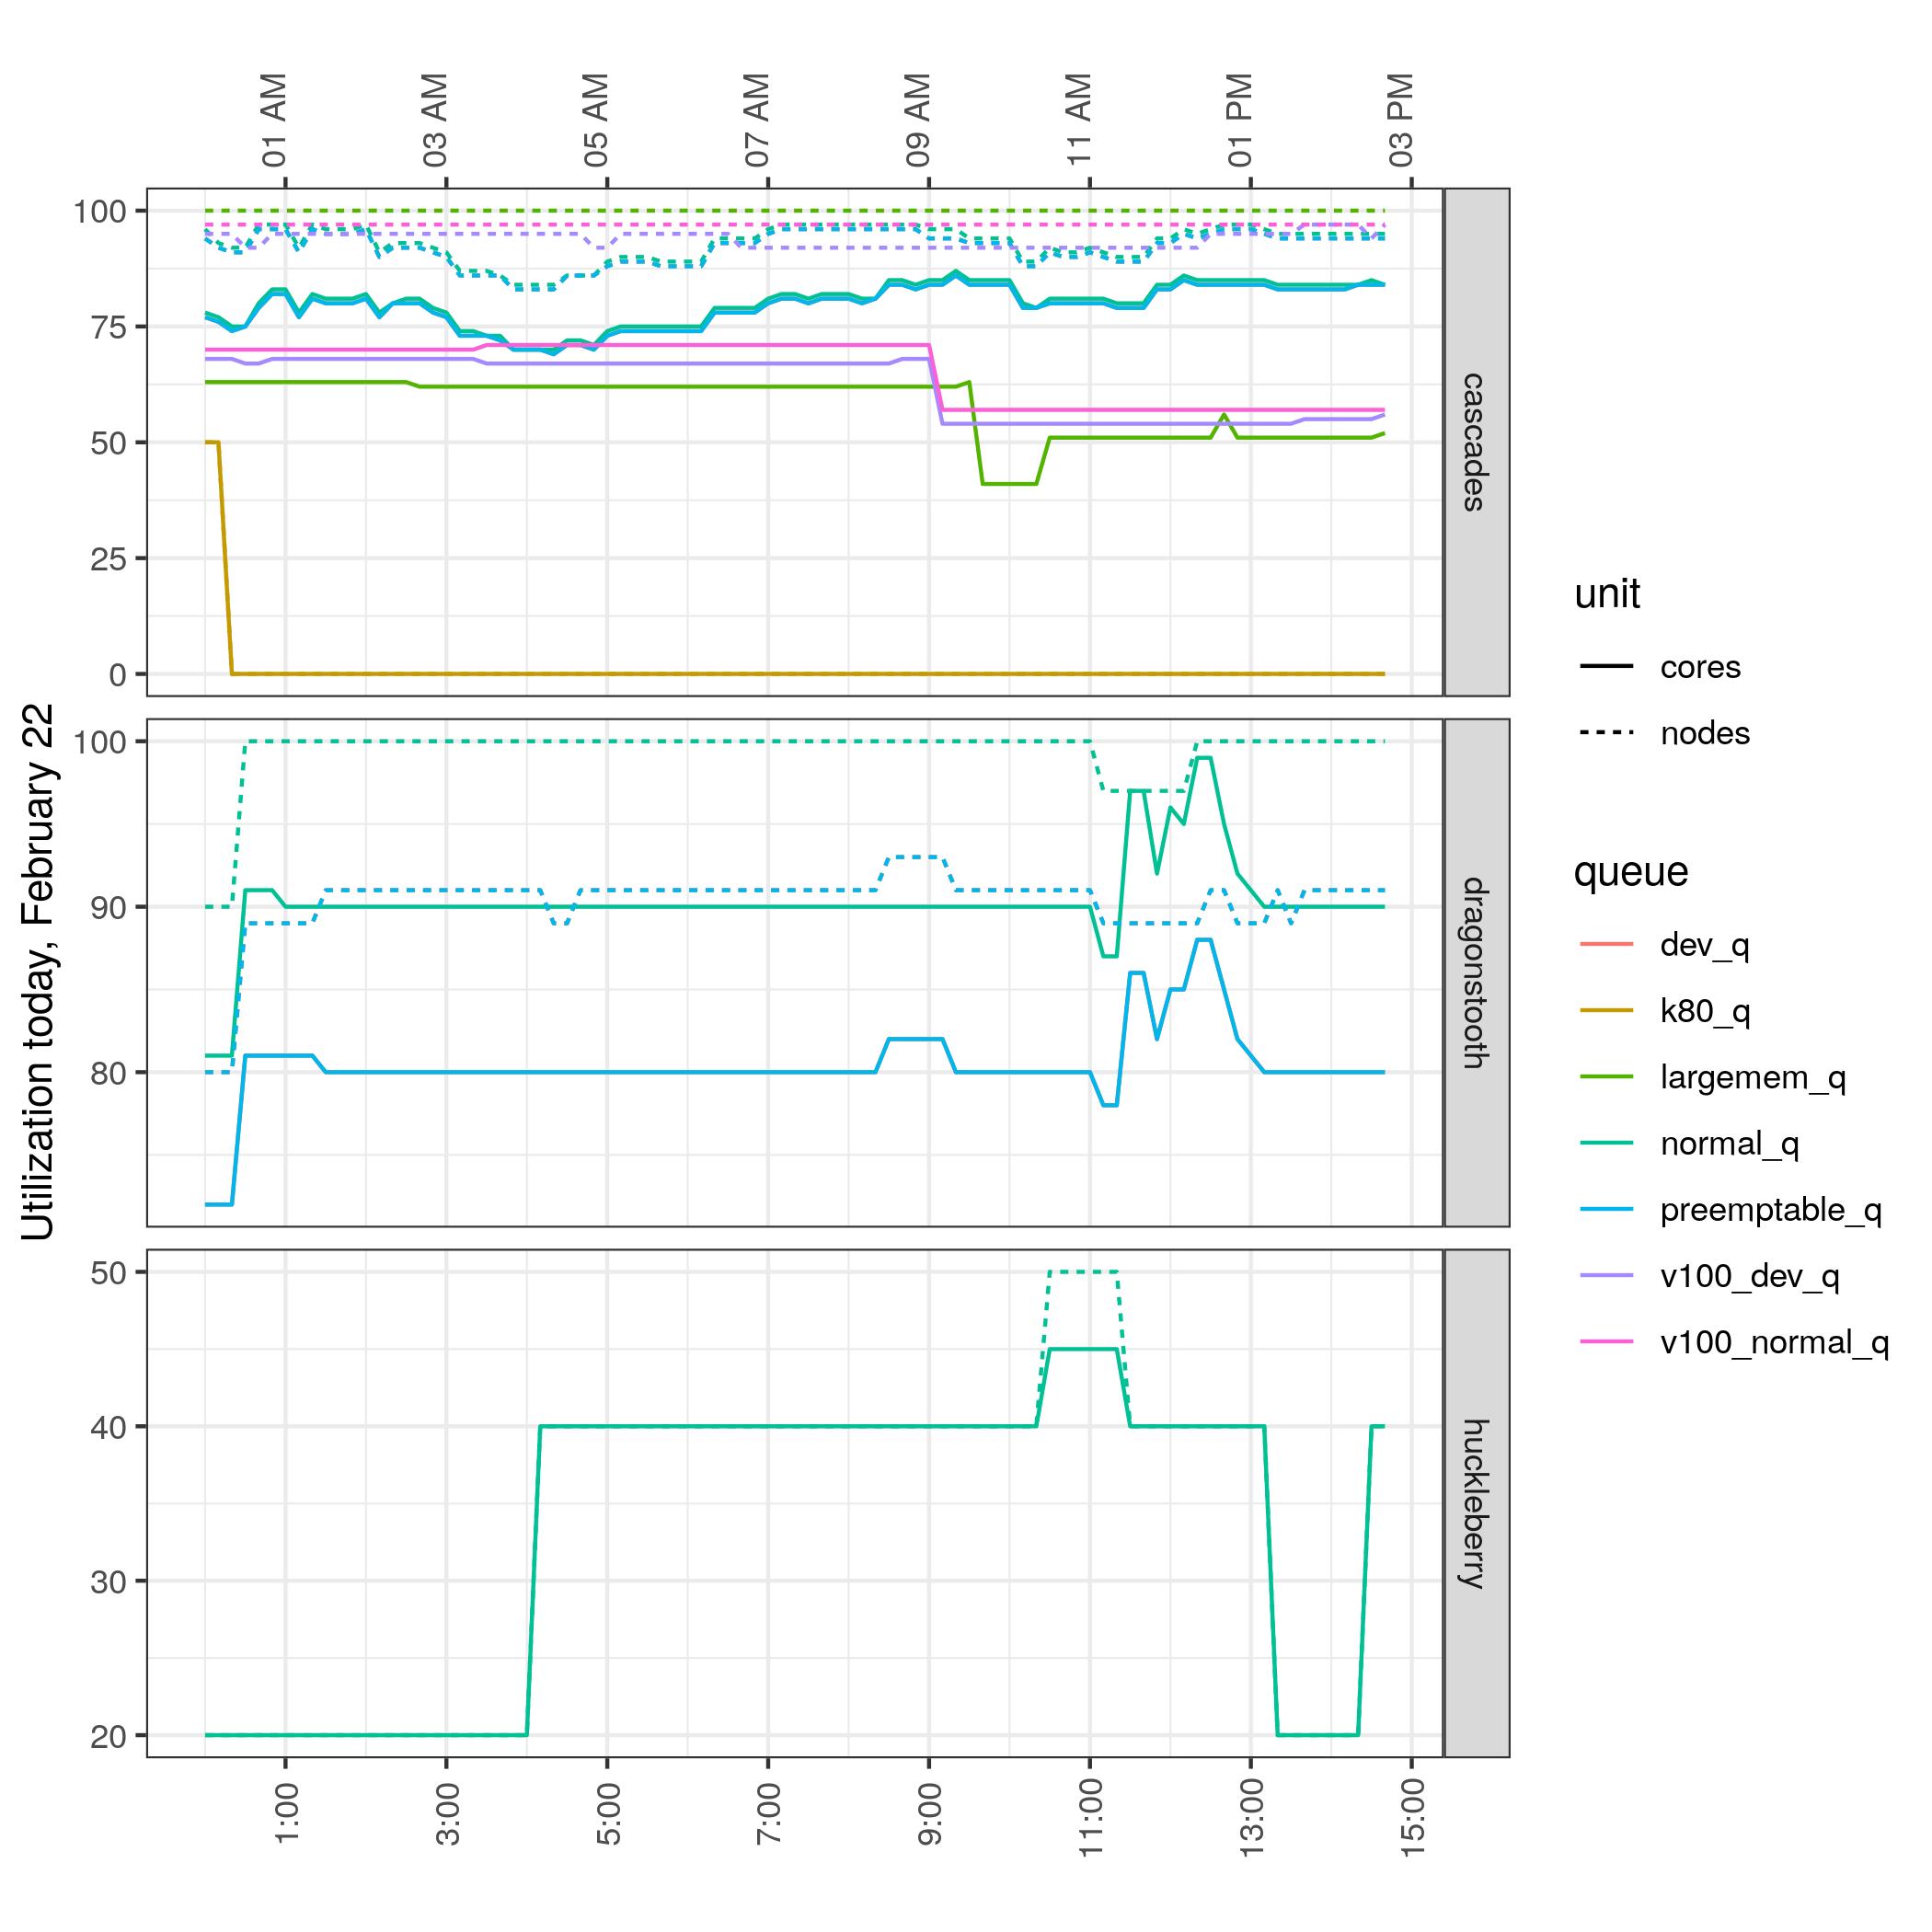 01 AM
03 AM
05 AM
07 AM
09 AM
11 AM
01 PM
03 PM
Utilization today, February 22
100
75
50
25
0
cascades
100
90
80
dragonstooth
50
40
30
20
huckleberry
1:00
3:00
5:00
7:00
9:00
11:00
13:00
15:00
unit
cores
nodes
queue
dev_q
k80_q
largemem_q
normal_q
preemptable_q
v100_dev_q
v100_normal_q